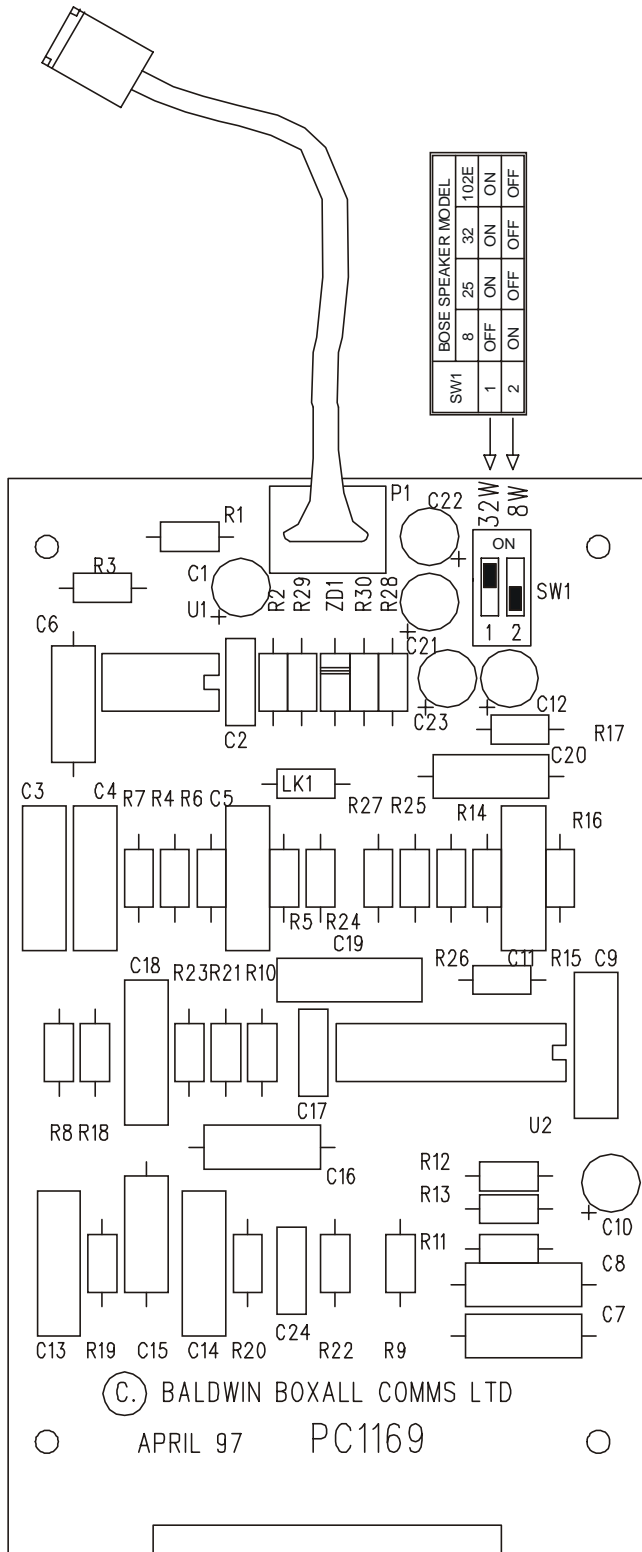 BOSE SPEAKER MODEL
SW1 8 25 32 102E
1 OFF ON ON ON
2 ON OFF OFF OFF
32W
8W
P1
C22
R1
ON
R3
C1
U1
R2
R29
ZD1
R30
R28
SW1
1 2
C6
C21
C2
C23
C12
R17
C20
LK1
C3 C4 R7 R4 R6 C5
R27 R25 R14 R16
R5 R24
C19
C18 R23 R21 R10
R26 C11 R15 C9
C17
R8 R18
U2
C16
R12
R13
C10
R11
C8
C7
C24
C13 R19 C15 C14 R20 R22 R9
C. BALDWIN BOXALL COMMS LTD
APRIL 97 PC1169